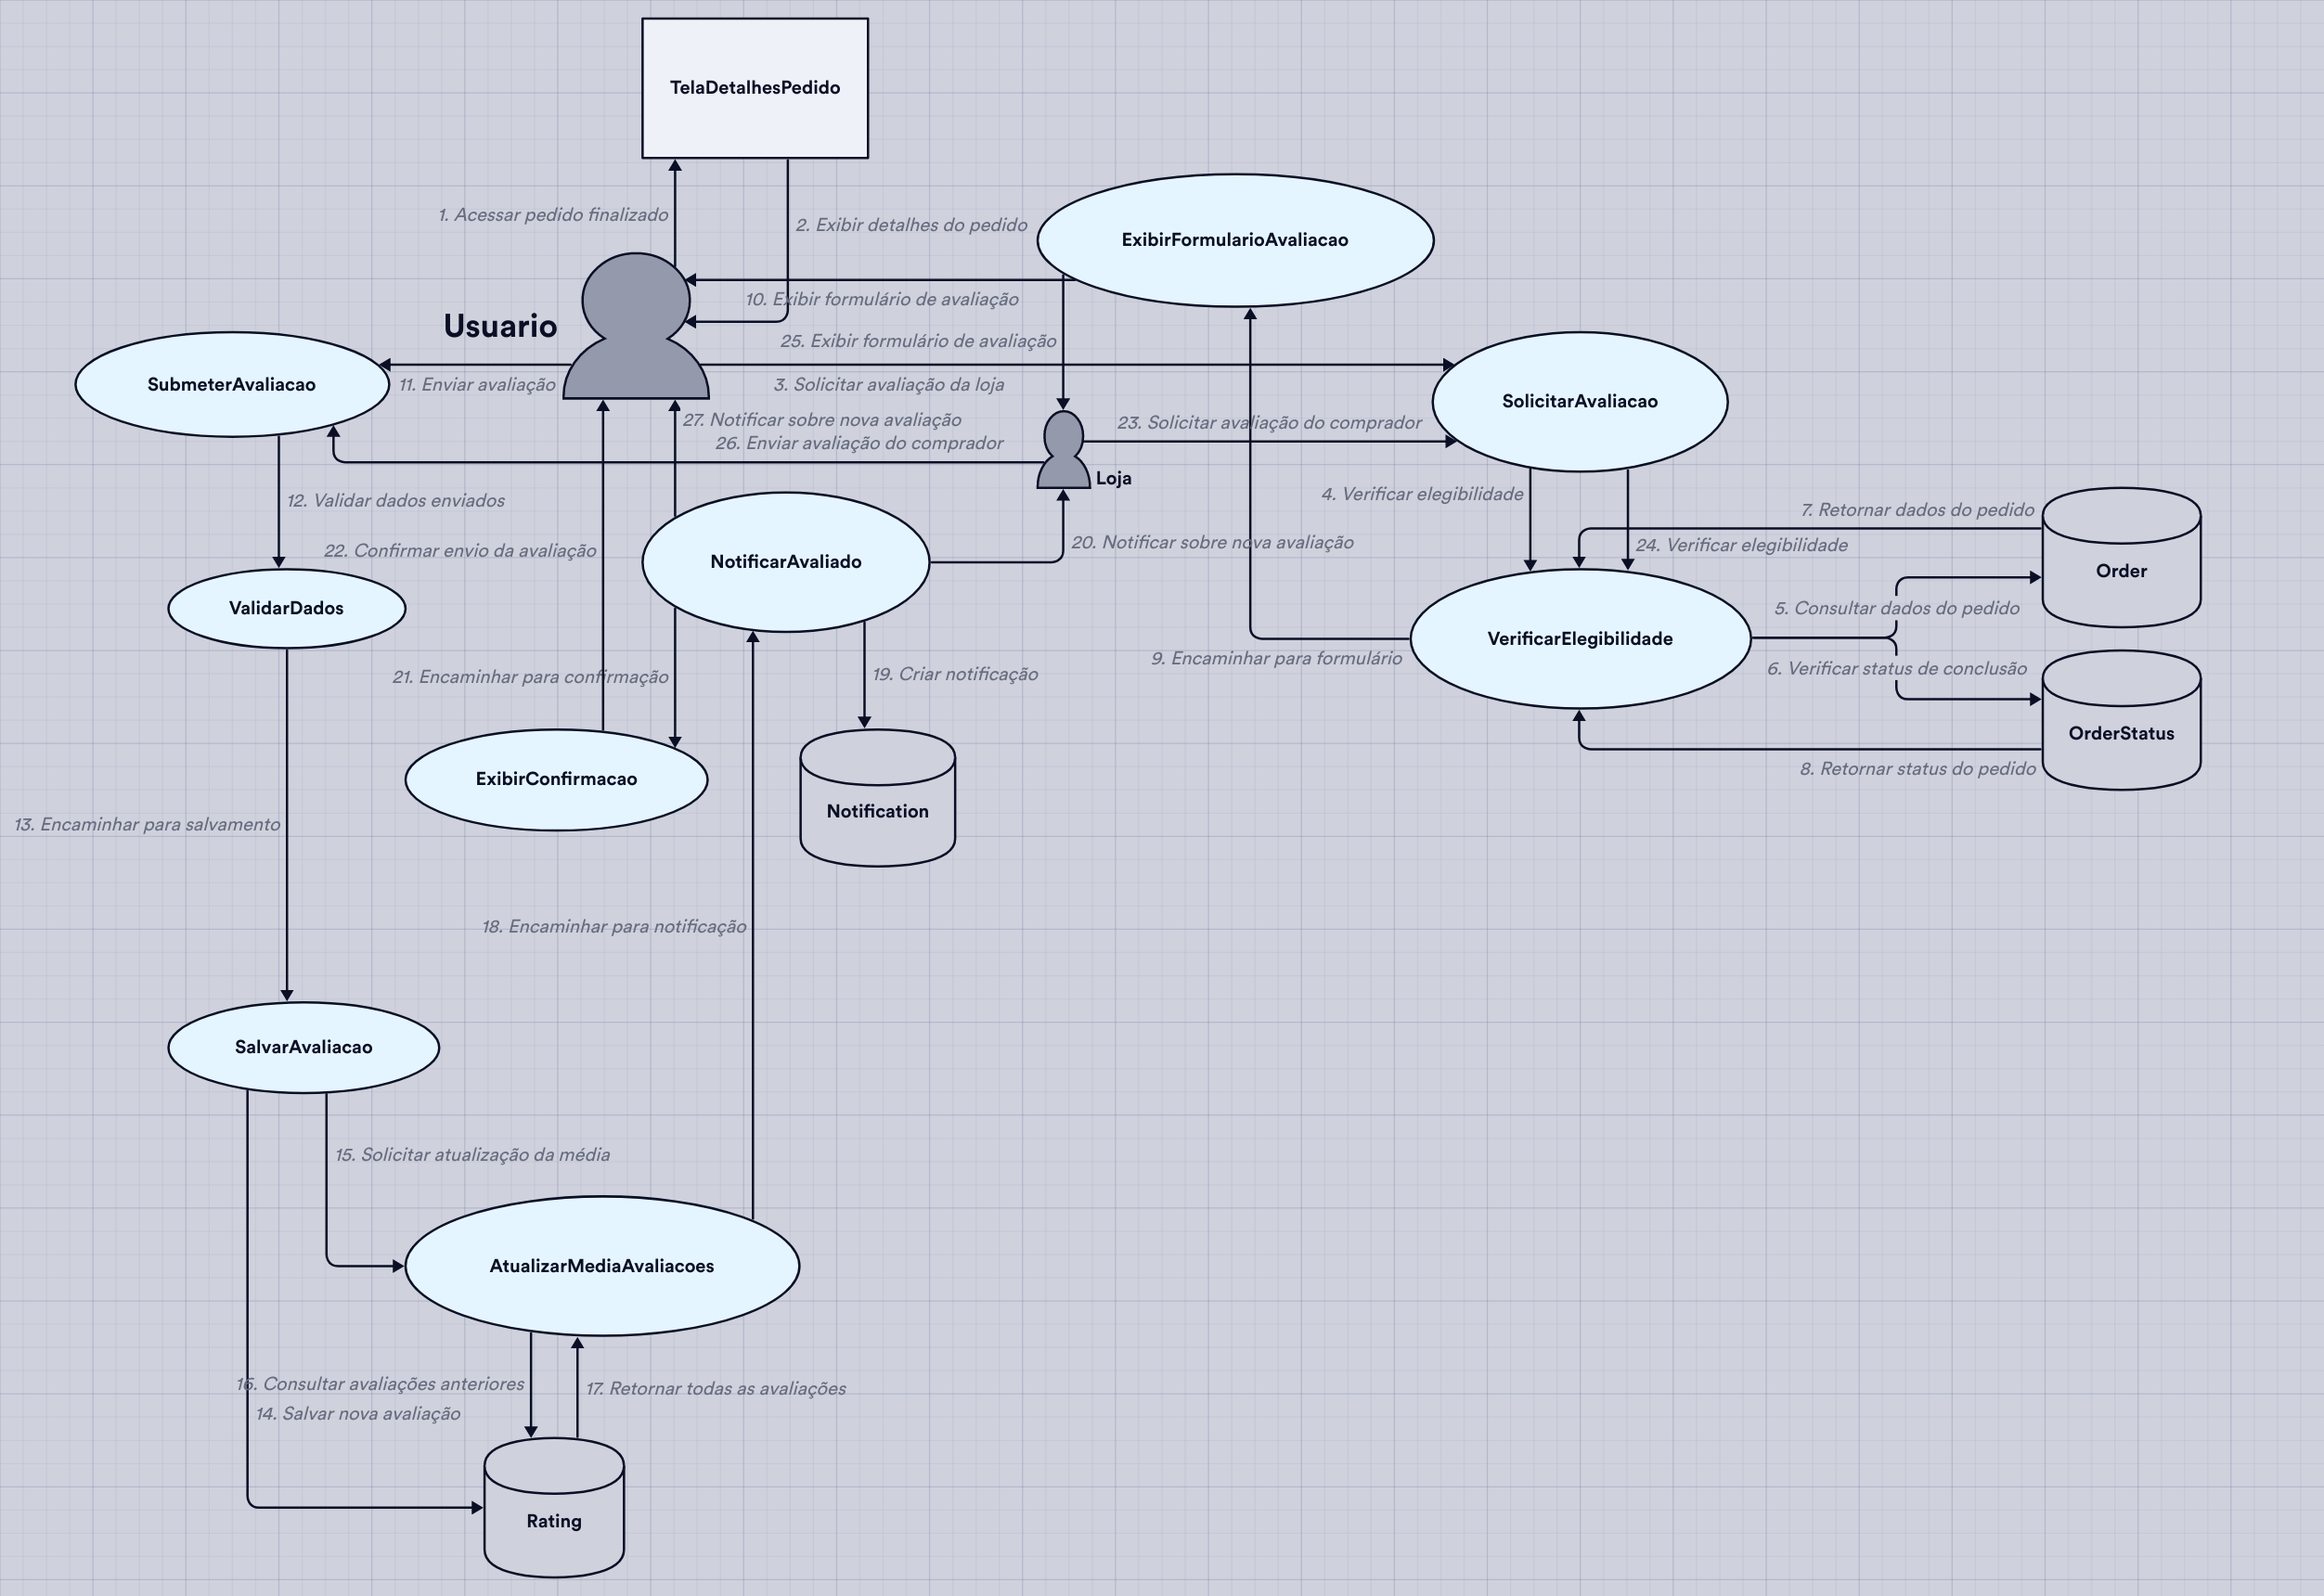 TelaDetalhesPedido
1. Acessar pedido finalizado
2. Exibir detalhes do pedido
ExibirFormularioAvaliacao
10. Exibir formulário de avaliação
Usuario
25. Exibir formulário de avaliação
SubmeterAvaliacao
11. Enviar avaliação
3. Solicitar avaliação da loja
SolicitarAvaliacao
27. Notificar sobre nova avaliação
23. Solicitar avaliação do comprador
26. Enviar avaliação do comprador
Loja
4. Verificar elegibilidade
12. Validar dados enviados
7. Retornar dados do pedido
20. Notificar sobre nova avaliação
24. Verificar elegibilidade
22. Confirmar envio da avaliação
NotificarAvaliado
Order
ValidarDados
5. Consultar dados do pedido
VerificarElegibilidade
9. Encaminhar para formulário
6. Verificar status de conclusão
21. Encaminhar para confirmação
19. Criar notificação
OrderStatus
8. Retornar status do pedido
ExibirConfirmacao
Notification
13. Encaminhar para salvamento
18. Encaminhar para notificação
SalvarAvaliacao
15. Solicitar atualização da média
AtualizarMediaAvaliacoes
16. Consultar avaliações anteriores
17. Retornar todas as avaliações
14. Salvar nova avaliação
Rating